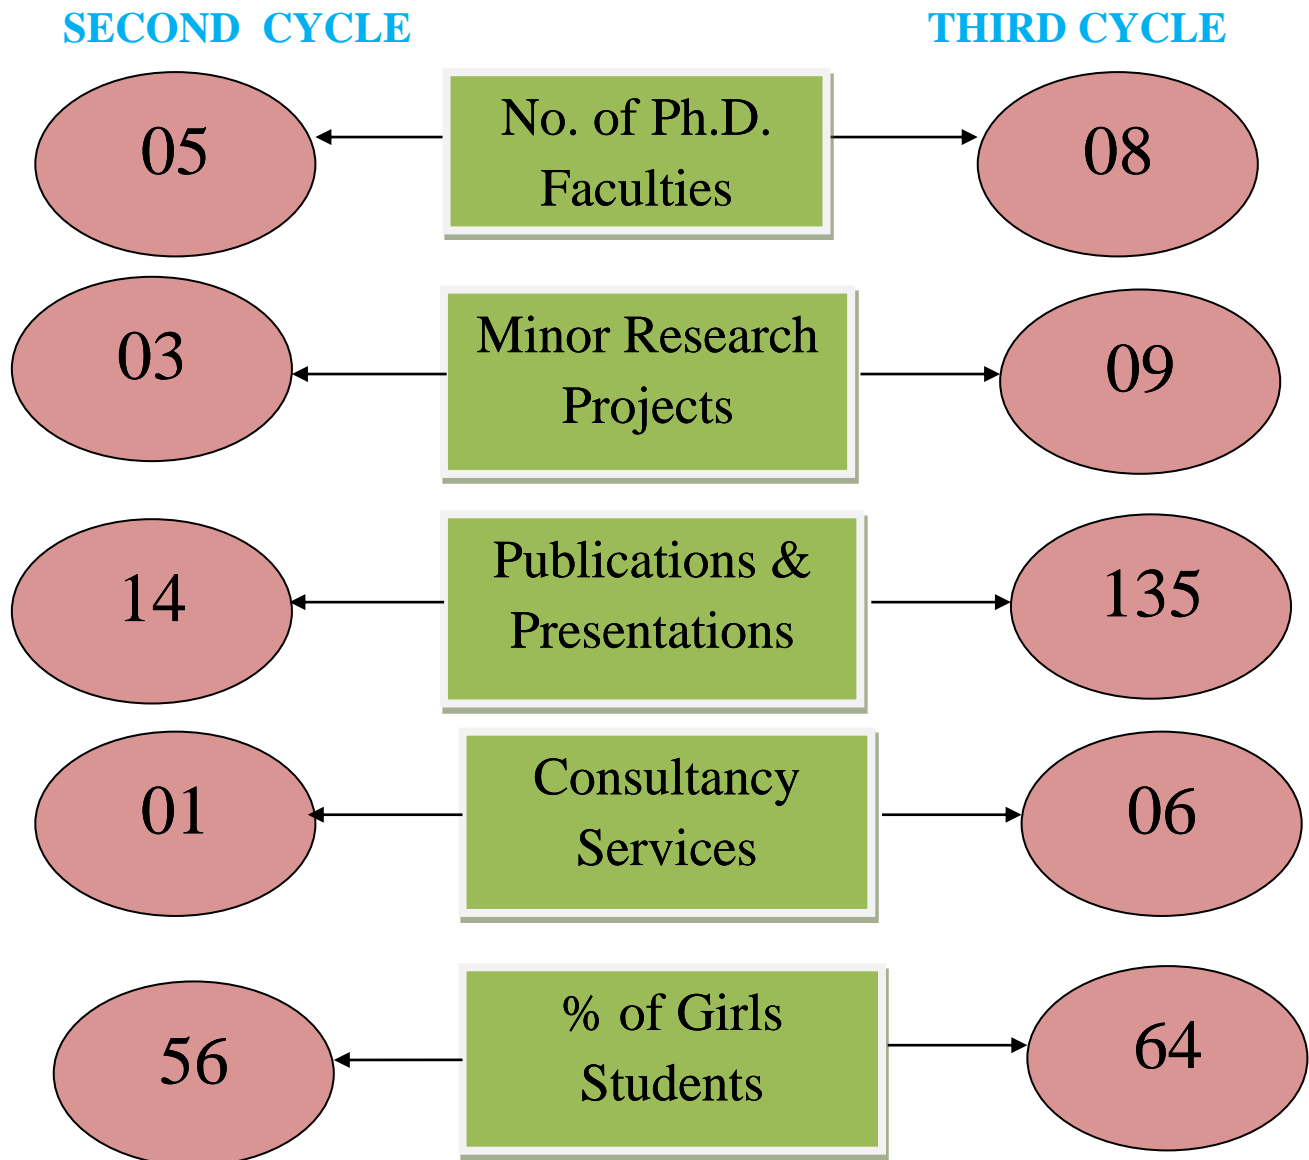 SECOND CYCLE
THIRD CYCLE
05
No. of Ph.D.
Faculties
08
03
Minor Research
Projects
09
14
Publications &
Presentations
135
01
Consultancy
Services
06
56
% of Girls
Students
64